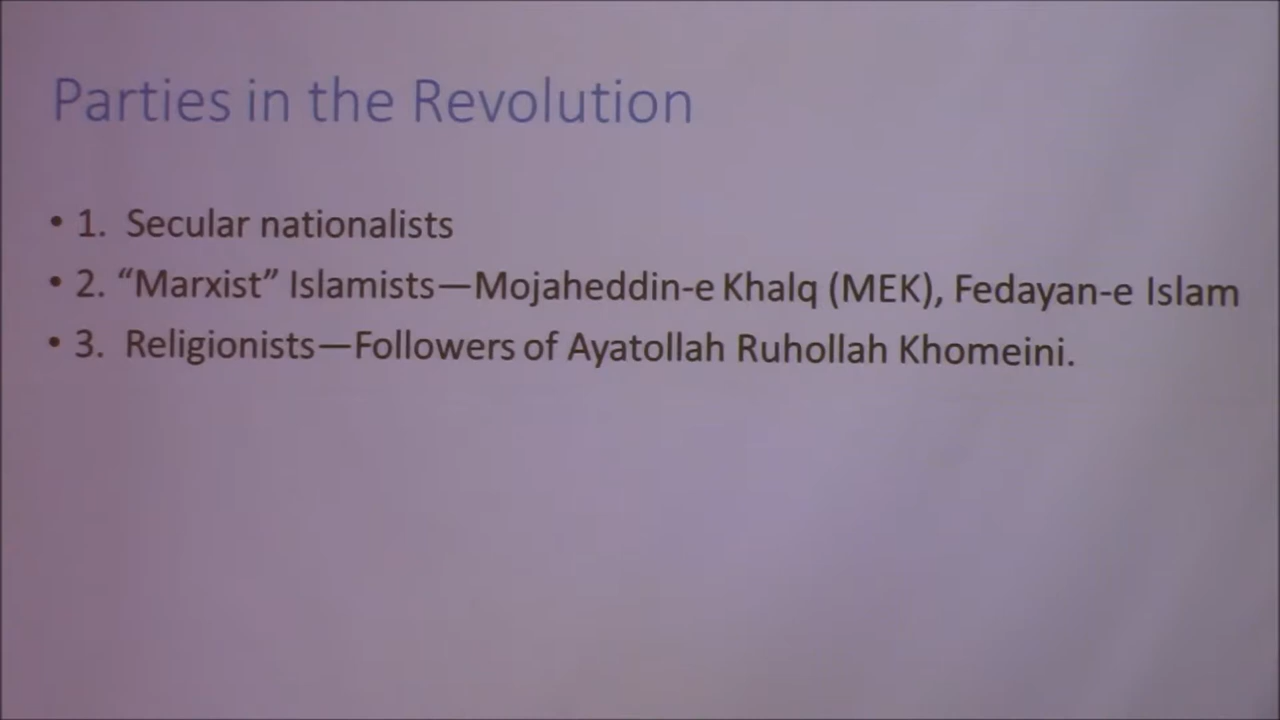 Parties in the Revolution
• 1. Secular nationalists
• 2. “Marxist” Islamists—Mojaheddin-e Khalq (MEK), Fedayan-e Islam
• 3. Religionists—Followers of Ayatollah Ruhollah Khomeini.